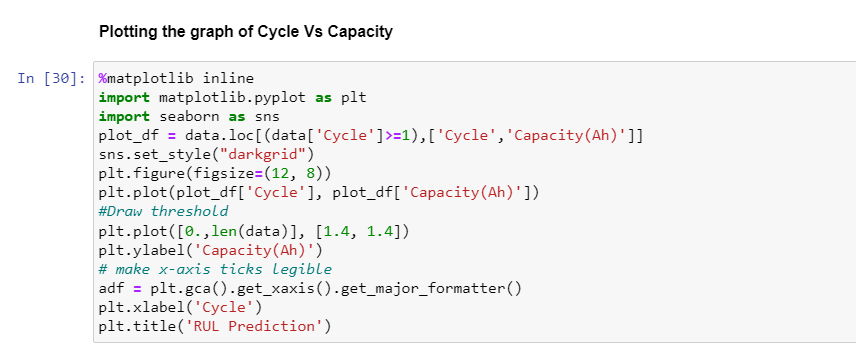 Plotting the graph of Cycle Vs Capacity
In [30]: %matplotlib inline
import matplotlib.pyplot as plt
import seaborn as sns
plot_df = data.loc[(data['Cycle']>=1),['Cycle','Capacity(Ah)']]
sns.set_style("darkgrid")
plt.figure(figsize=(12, 8))
plt.plot(plot_df['Cycle'], plot_df['Capacity(Ah)'])
#Draw threshold
plt.plot([0.,len(data)], [1.4, 1.4])
plt.ylabel('Capacity(Ah)')
# make x-axis ticks legible
adf = plt.gca().get_xaxis().get_major_formatter()
plt.xlabel('Cycle')
plt.title('RUL Prediction')